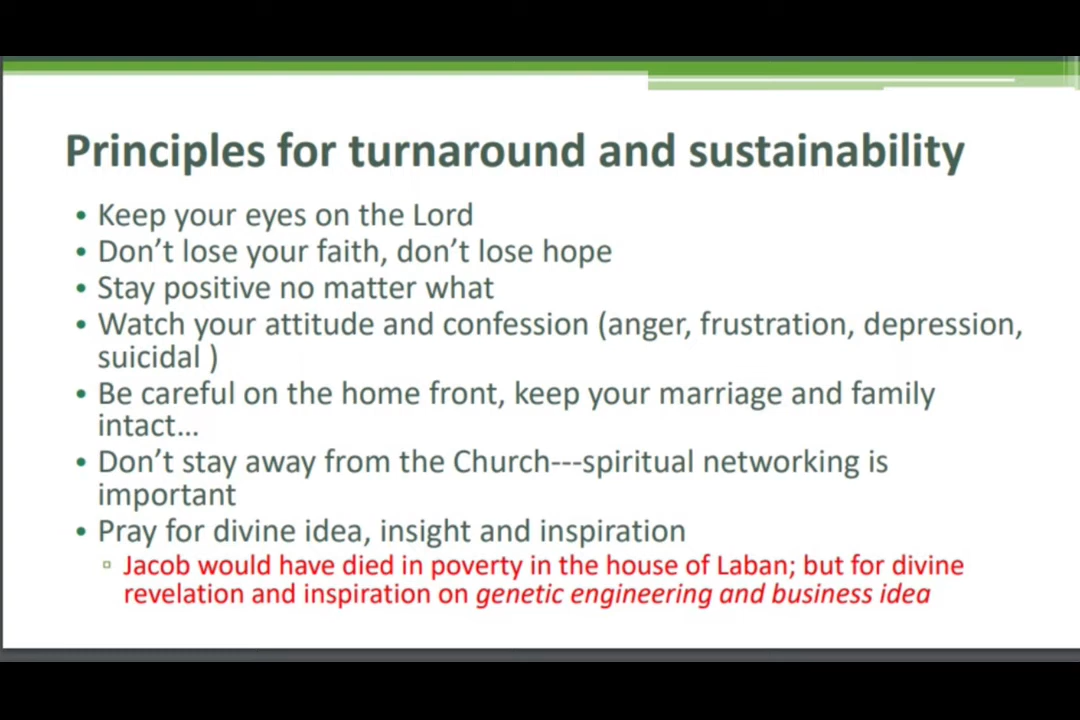 Principles for turnaround and sustainability
• Keep your eyes on the Lord
• Don’t lose your faith, don’t lose hope
• Stay positive no matter what
• Watch your attitude and confession (anger, frustration, depression,
suicidal )
• Be careful on the home front, keep your marriage and family
intact…
• Don’t stay away from the Church---spiritual networking is
important
• Pray for divine idea, insight and inspiration
▫ Jacob would have died in poverty in the house of Laban; but for divine
revelation and inspiration on genetic engineering and business idea